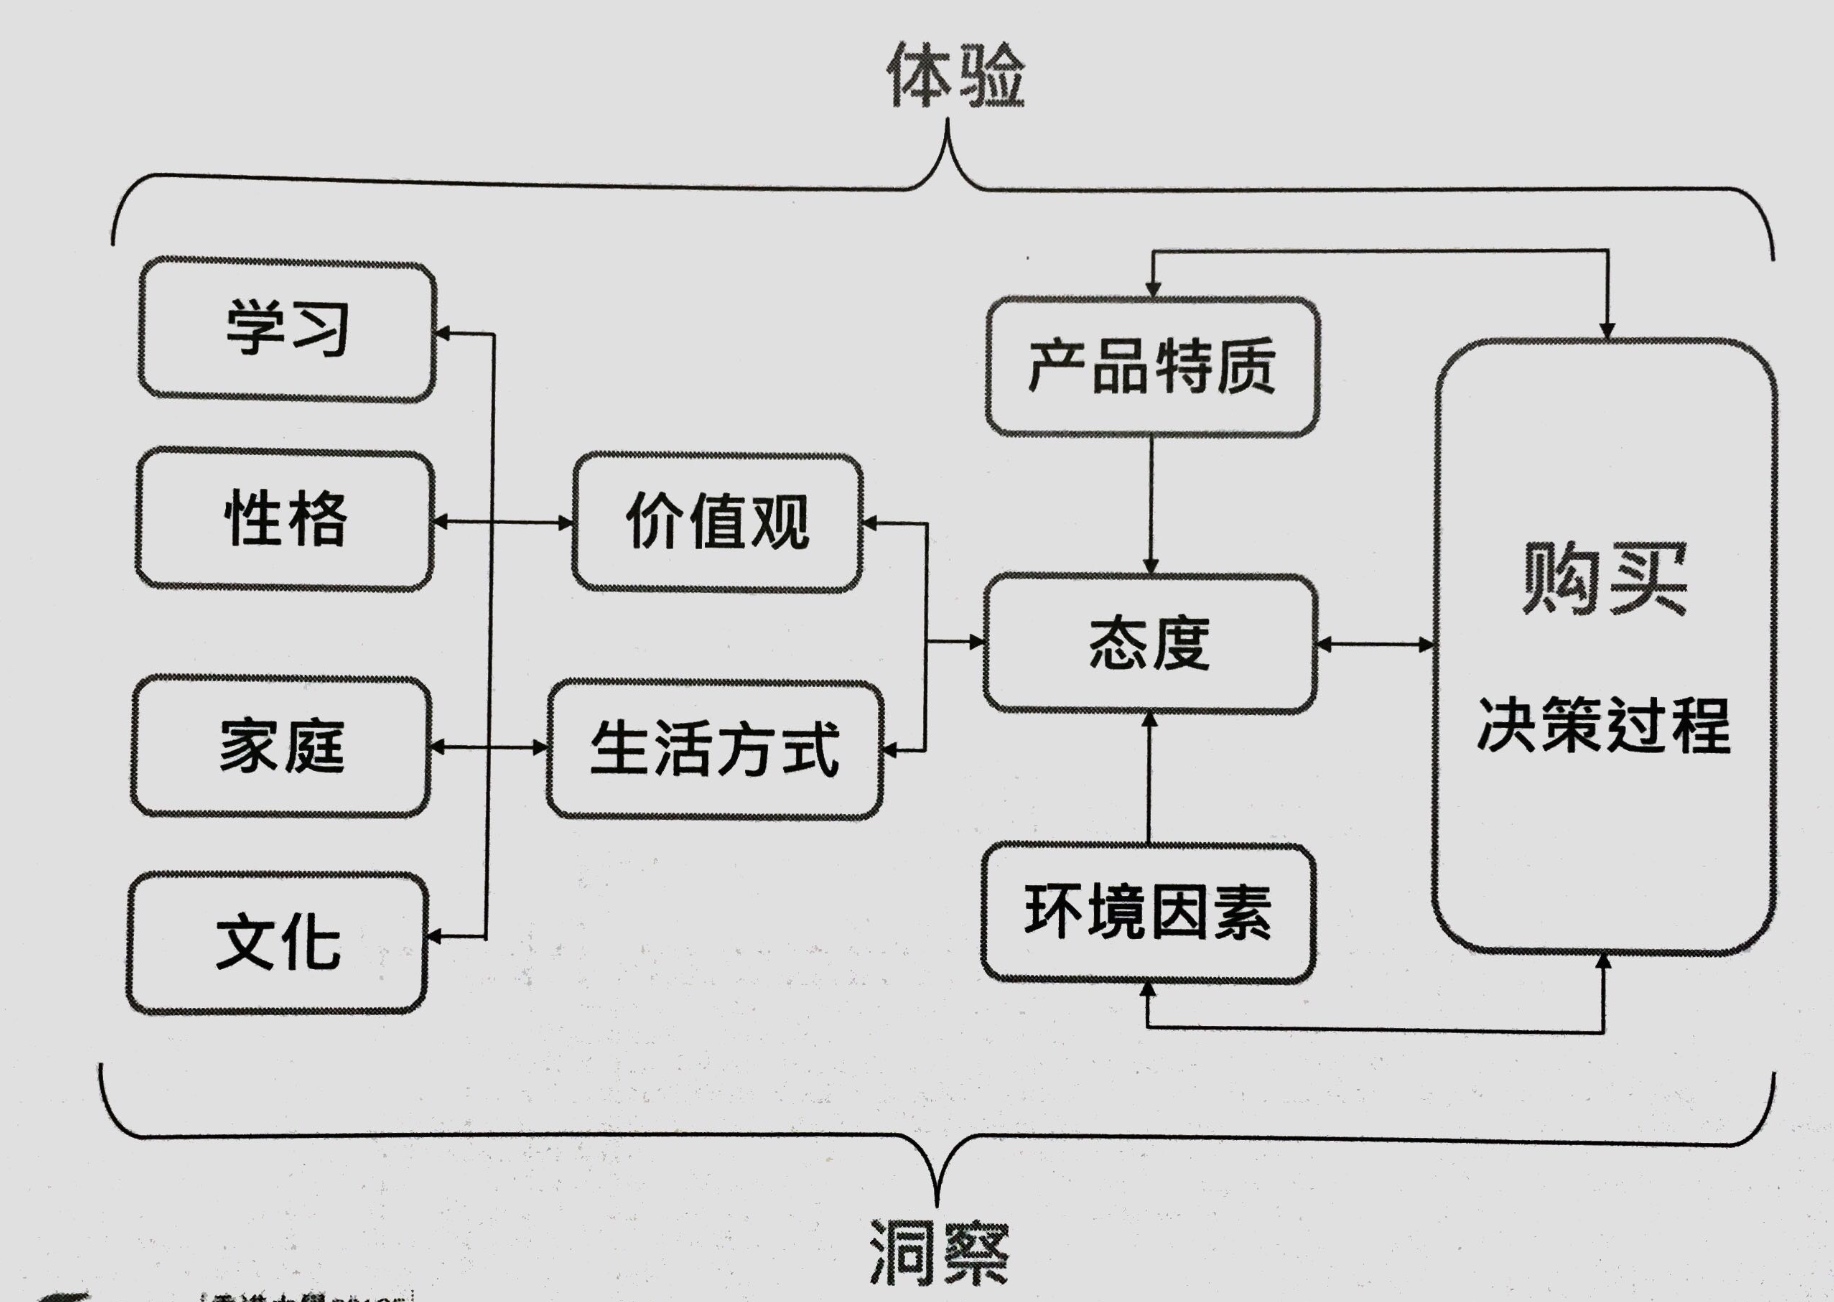 体验
学习
性格
家庭
文化
价值观
生活方式
产品特质
态度
环境因素
购买
决策过程
洞察